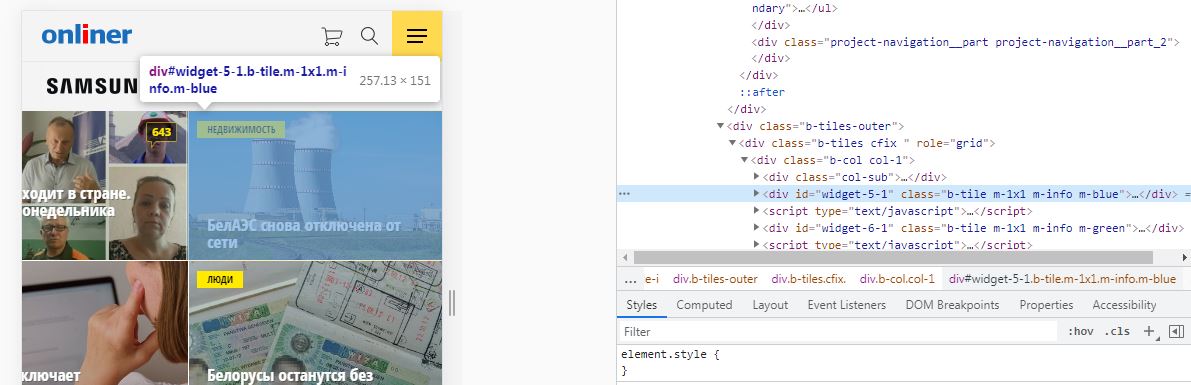 onliner
SAMSUN
div#widget-5-1.b-tile.m-1x1.m-i
nfo.m-blue
257.13 × 151
643
НЕДВИЖИМОСТЬ
ходит в стране.
онедельника
БелАЭС снова отключена от
сети
ЛЮДИ
кключает
Белорусы останутся без
ndary">…</ul>
</div>
<div class="project-navigation__part project-navigation__part_2">
</div>
</div>
::after
</div>
<div class="b-tiles-outer">
<div class="b-tiles cfix " role="grid">
<div class="b-col col-1">
<div class="col-sub">…</div>
<div id="widget-5-1" class="b-tile m-1x1 m-info m-blue">…</div> =
<script type="text/javascript">…</script>
<div id="widget-6-1" class="b-tile m-1x1 m-info m-green">…</div>
<script type="text/javascript">…</script>
… e-i div.b-tiles-outer div.b-tiles.cfix. div.b-col.col-1 div#widget-5-1.b-tile.m-1x1.m-info.m-blue
Styles Computed Layout Event Listeners DOM Breakpoints Properties Accessibility
Filter :hov .cls +
element.style {
}